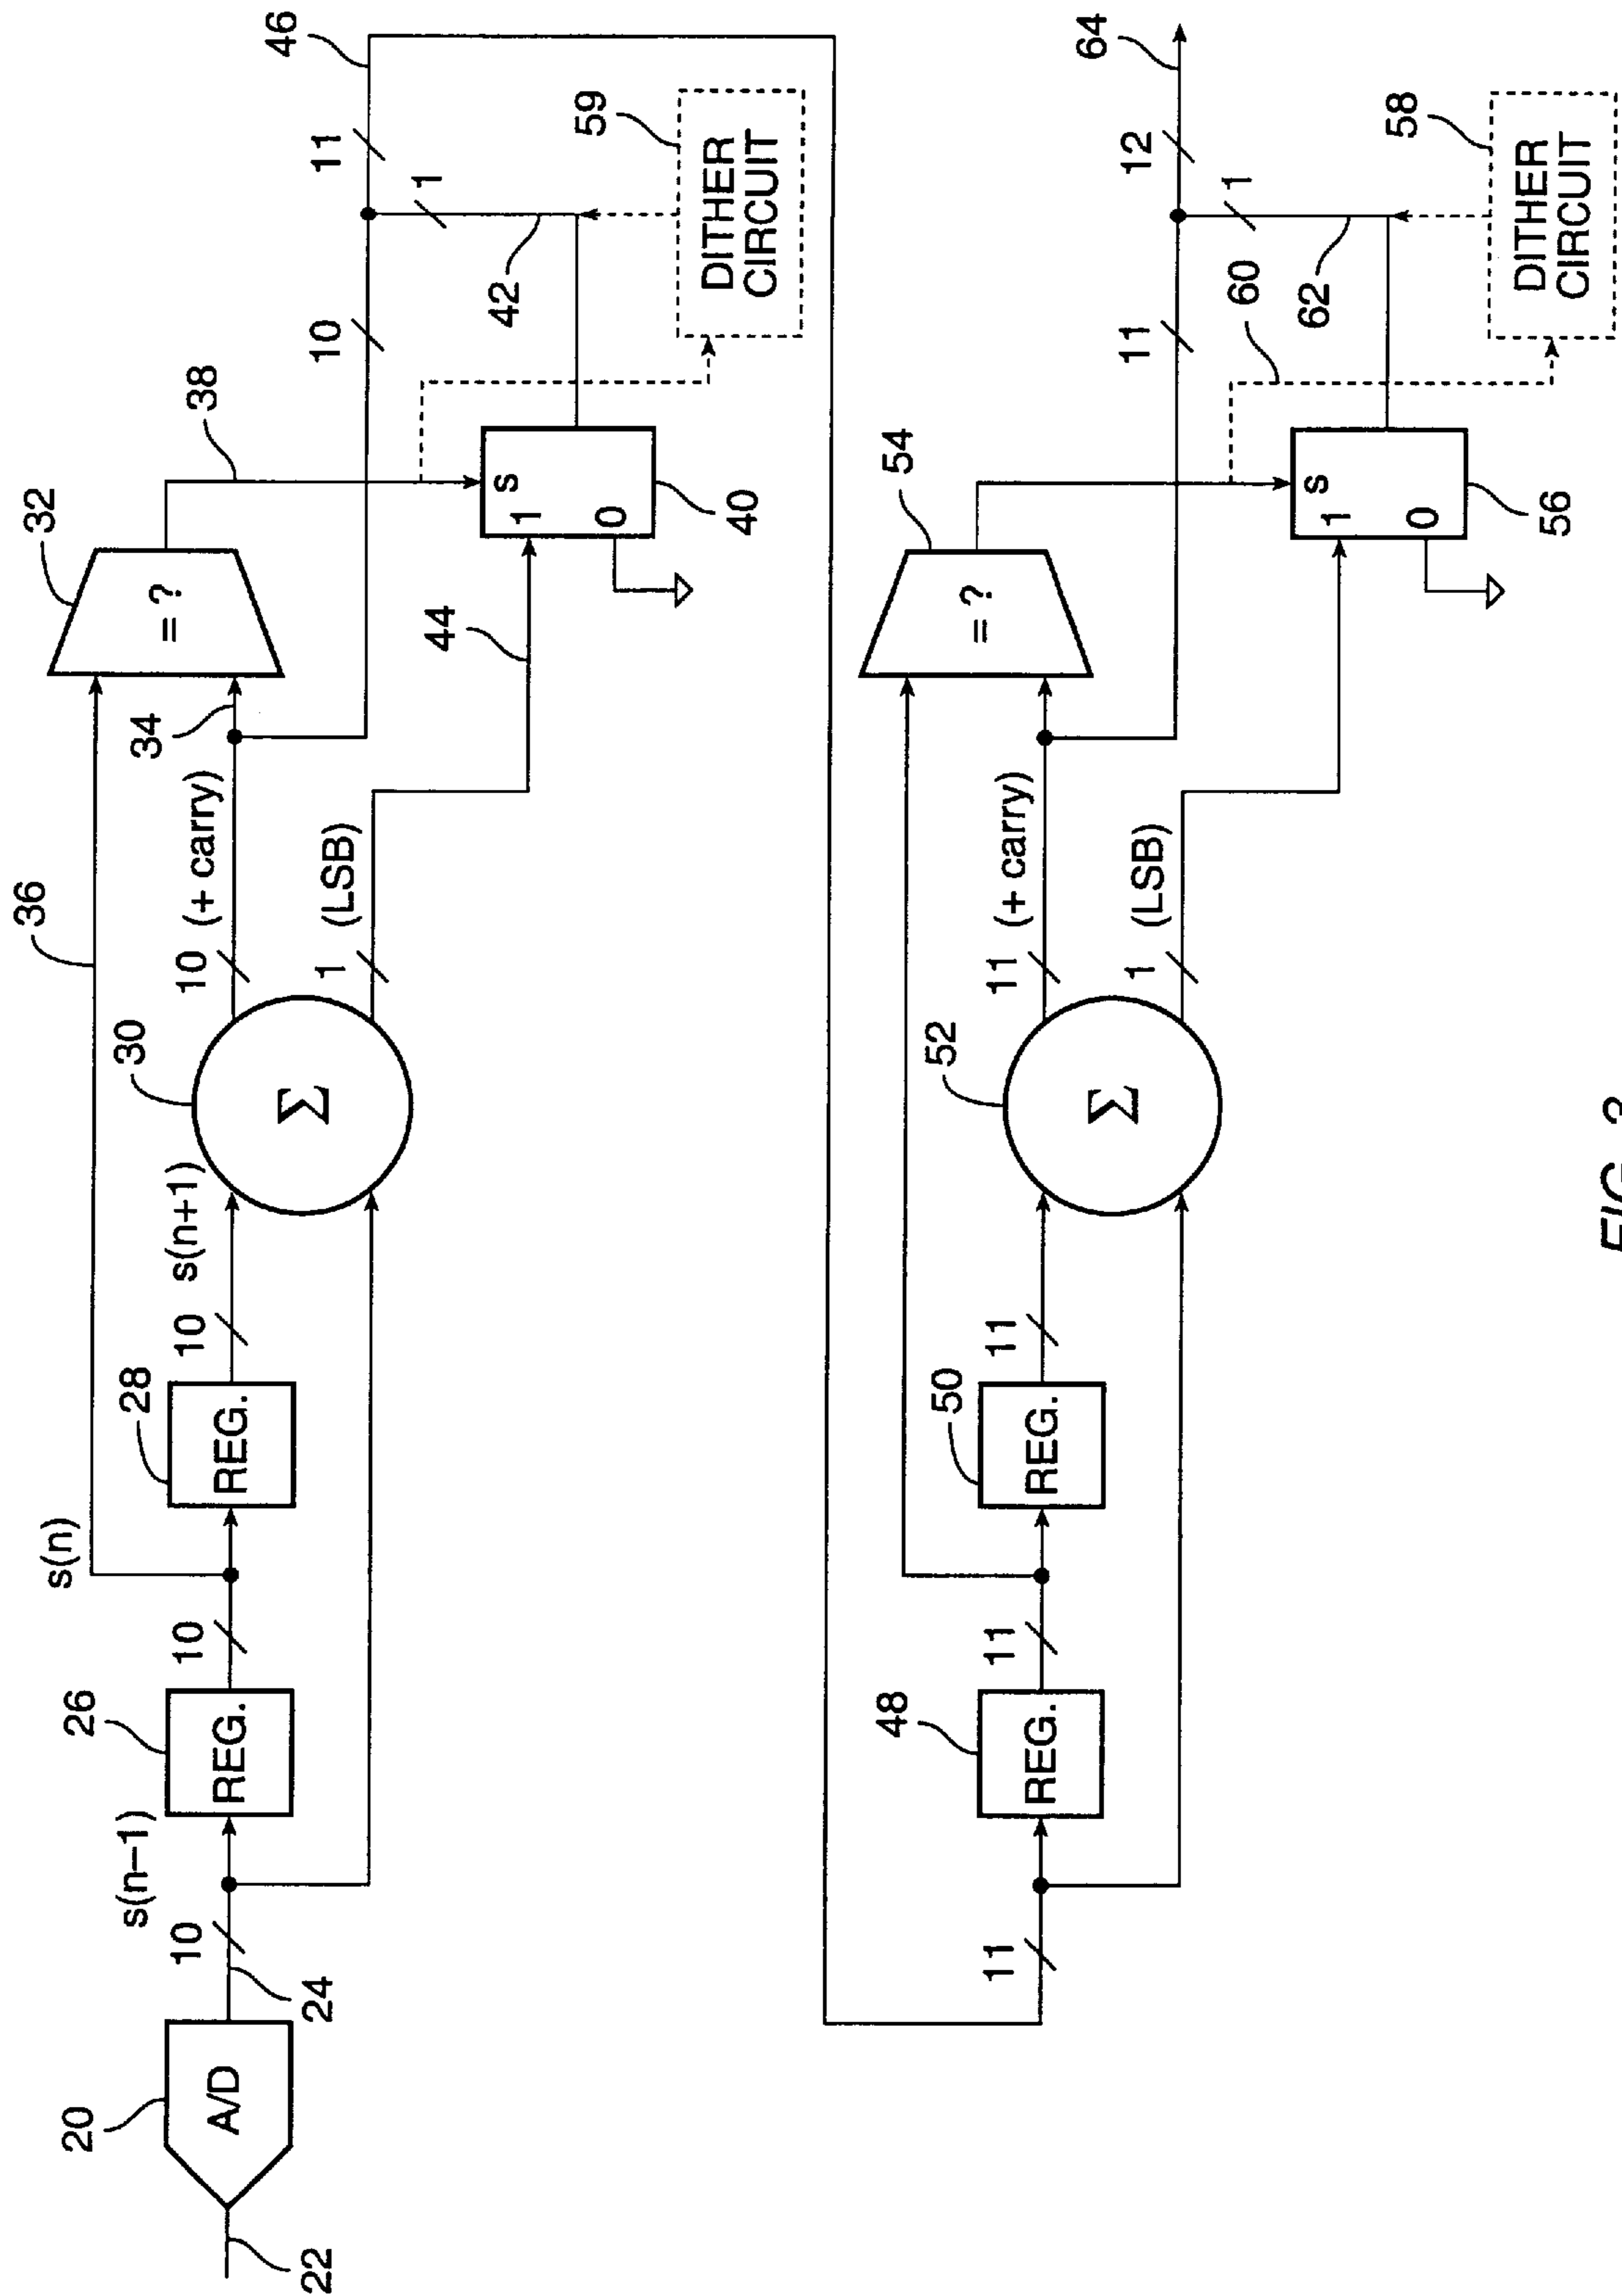 46
11
1
59
DITHER
CIRCUIT
42
10
38
32
= ?
34
s
1
0
40
44
36
10 (+ carry)
1 (LSB)
30
Σ
s(n+1)
10
28
REG.
s(n)
10
26
REG.
s(n–1)
10
24
20
A/D
22
64
12
1
58
DITHER
CIRCUIT
60
62
11
54
= ?
s
1
0
56
11 (+ carry)
1 (LSB)
52
Σ
11
50
REG.
11
48
REG.
11